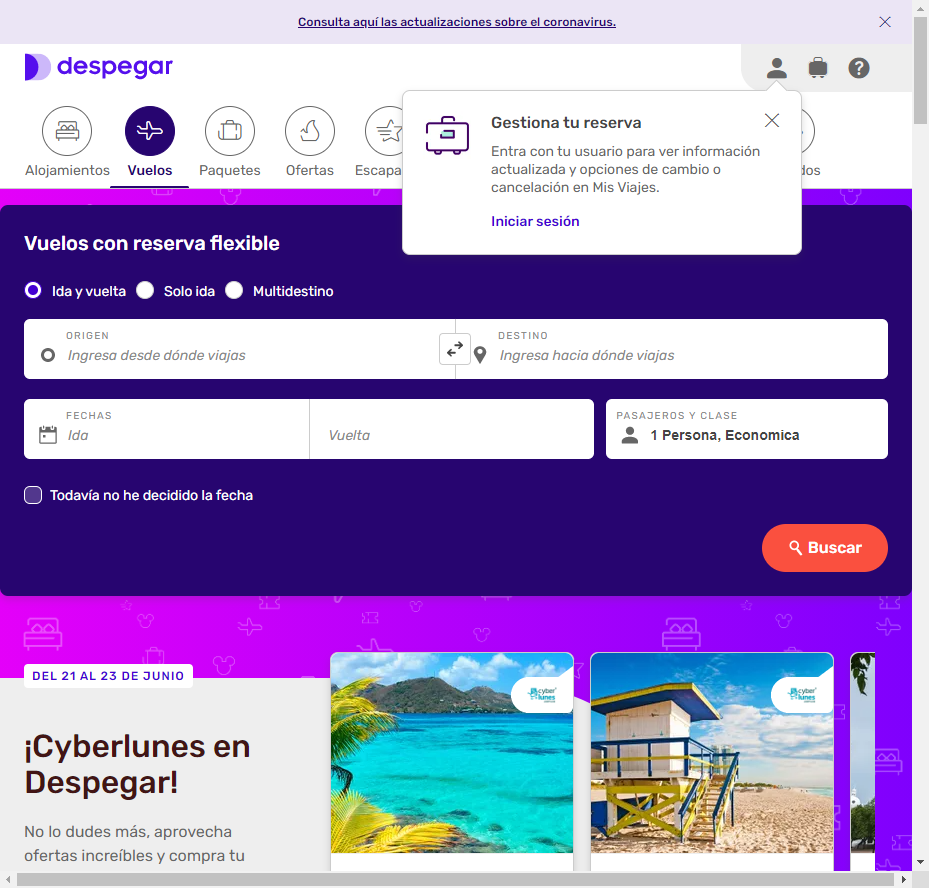 Consulta aquí las actualizaciones sobre el coronavirus.
despegar
Alojamientos
Vuelos
Paquetes
Ofertas
Escapa
dos
Gestiona tu reserva
Entra con tu usuario para ver información
actualizada y opciones de cambio o
cancelación en Mis Viajes.
Iniciar sesión
Vuelos con reserva flexible
Ida y vuelta
Solo ida
Multidestino
ORIGEN
Ingresa desde dónde viajas
DESTINO
Ingresa hacia dónde viajas
FECHAS
Ida
Vuelta
PASAJEROS Y CLASE
1 Persona, Economica
Todavía no he decidido la fecha
Buscar
DEL 21 AL 23 DE JUNIO
cyber
lunes
cyber
lunes
¡Cyberlunes en
Despegar!
No lo dudes más, aprovecha
ofertas increíbles y compra tu